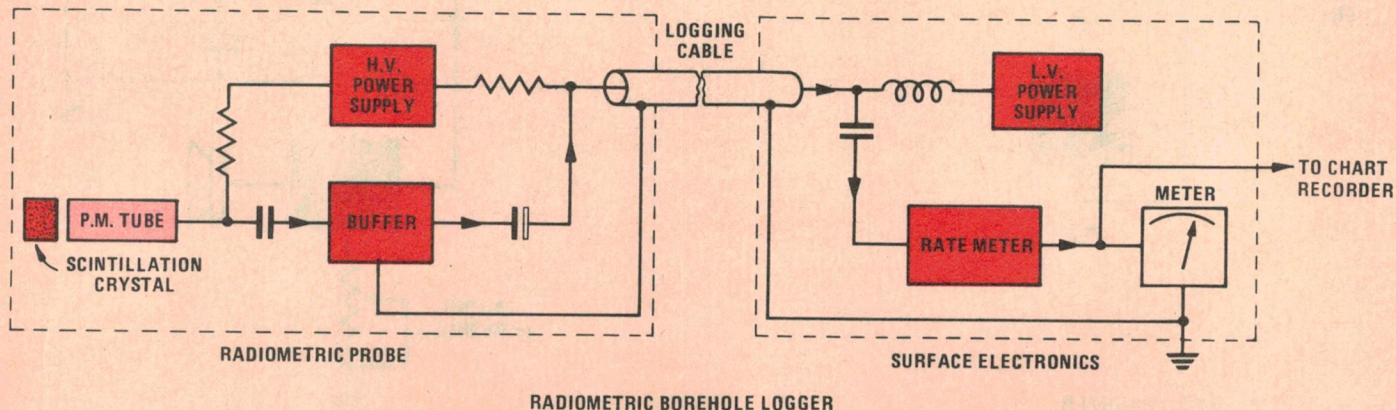 LOGGING
CABLE
H.V.
POWER
SUPPLY
L.V.
POWER
SUPPLY
TO CHART
RECORDER
METER
P.M. TUBE
BUFFER
RATE METER
SCINTILLATION
CRYSTAL
RADIOMETRIC PROBE
SURFACE ELECTRONICS
RADIOMETRIC BOREHOLE LOGGER